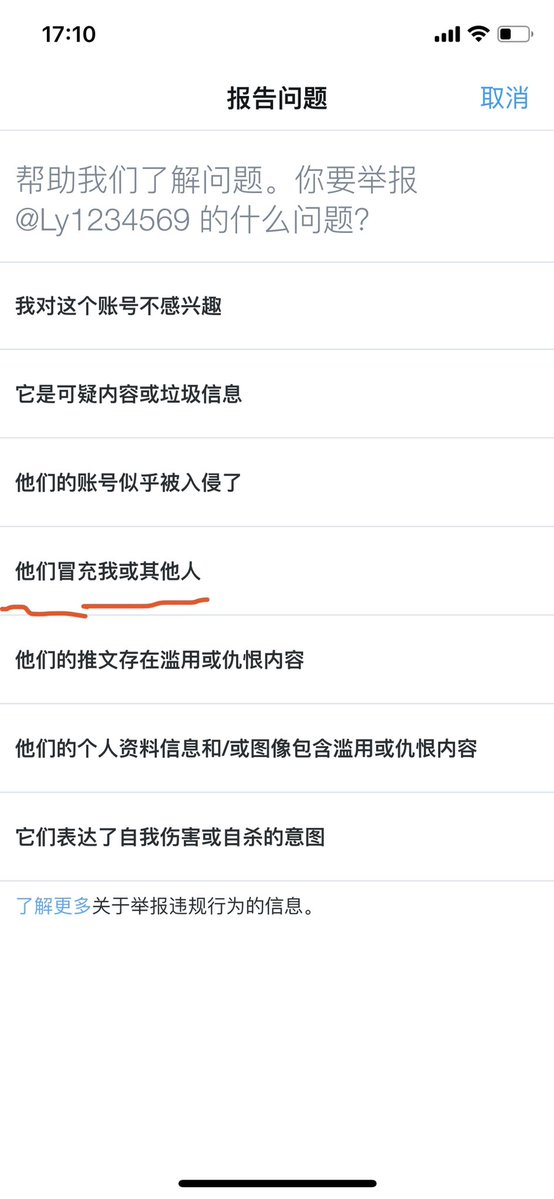 17:10
报告问题
取消
帮助我们了解问题。你要举报
@Ly1234569 的什么问题?
我对这个账号不感兴趣
它是可疑内容或垃圾信息
他们的账号似乎被入侵了
他们冒充我或其他人
他们的推文存在滥用或仇恨内容
他们的个人资料信息和/或图像包含滥用或仇恨内容
它们表达了自我伤害或自杀的意图
了解更多关于举报违规行为的信息。